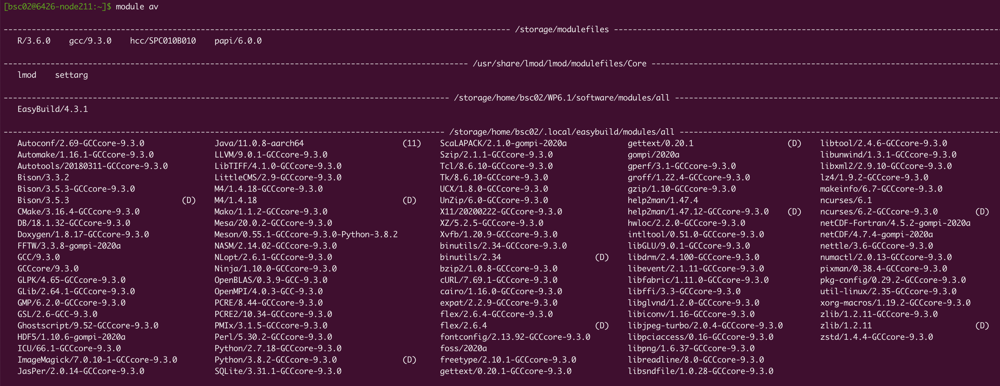 [bsc02@6426-node211:~]$ module av
------------------------------------------------------------------------------------------------------------ /storage/modulefiles -----------------------------------------------------------------------------------
R/3.6.0    gcc/9.3.0    hcc/SPC010B010    papi/6.0.0
--------------------------------------------------------------------------------------------------- /usr/share/lmod/lmod/modulefiles/Core ---------------------------------------------------------------------------
lmod    settarg
----------------------------------------------------------------------------------------------- /storage/home/bsc02/WP6.1/software/modules/all ----------------------------------------------------------------------
EasyBuild/4.3.1
---------------------------------------------------------------------------------------------- /storage/home/bsc02/.local/easybuild/modules/all ---------------------------------------------------------------------
Autoconf/2.69-GCCcore-9.3.0 Java/11.0.8-aarch64 (11) ScaLAPACK/2.1.0-gompi-2020a gettext/0.20.1 (D) libtool/2.4.6-GCCcore-9.3.0
Automake/1.16.1-GCCcore-9.3.0 LLVM/9.0.1-GCCcore-9.3.0 Szip/2.1.1-GCCcore-9.3.0 gompi/2020a libunwind/1.3.1-GCCcore-9.3.0
Autotools/20180311-GCCcore-9.3.0 LibTIFF/4.1.0-GCCcore-9.3.0 Tcl/8.6.10-GCCcore-9.3.0 gperf/3.1-GCCcore-9.3.0 libxml2/2.9.10-GCCcore-9.3.0
Bison/3.3.2 LittleCMS/2.9-GCCcore-9.3.0 Tk/8.6.10-GCCcore-9.3.0 groff/1.22.4-GCCcore-9.3.0 lz4/1.9.2-GCCcore-9.3.0
Bison/3.5.3-GCCcore-9.3.0 M4/1.4.18-GCCcore-9.3.0 UCX/1.8.0-GCCcore-9.3.0 gzip/1.10-GCCcore-9.3.0 makeinfo/6.7-GCCcore-9.3.0
Bison/3.5.3 (D) M4/1.4.18 (D) UnZip/6.0-GCCcore-9.3.0 help2man/1.47.4 ncurses/6.1
CMake/3.16.4-GCCcore-9.3.0 Mako/1.1.2-GCCcore-9.3.0 X11/20200222-GCCcore-9.3.0 help2man/1.47.12-GCCcore-9.3.0 (D) ncurses/6.2-GCCcore-9.3.0 (D)
DB/18.1.32-GCCcore-9.3.0 Mesa/20.0.2-GCCcore-9.3.0 XZ/5.2.5-GCCcore-9.3.0 hwloc/2.2.0-GCCcore-9.3.0 netCDF-Fortran/4.5.2-gompi-2020a
Doxygen/1.8.17-GCCcore-9.3.0 Meson/0.55.1-GCCcore-9.3.0-Python-3.8.2 Xvfb/1.20.9-GCCcore-9.3.0 intltool/0.51.0-GCCcore-9.3.0 netCDF/4.7.4-gompi-2020a
FFTW/3.3.8-gompi-2020a NASM/2.14.02-GCCcore-9.3.0 binutils/2.34-GCCcore-9.3.0 libGLU/9.0.1-GCCcore-9.3.0 nettle/3.6-GCCcore-9.3.0
GCC/9.3.0 NLopt/2.6.1-GCCcore-9.3.0 binutils/2.34 (D) libdrm/2.4.100-GCCcore-9.3.0 numactl/2.0.13-GCCcore-9.3.0
GCCcore/9.3.0 Ninja/1.10.0-GCCcore-9.3.0 bzip2/1.0.8-GCCcore-9.3.0 libevent/2.1.11-GCCcore-9.3.0 pixman/0.38.4-GCCcore-9.3.0
GLPK/4.65-GCCcore-9.3.0 OpenBLAS/0.3.9-GCC-9.3.0 cURL/7.69.1-GCCcore-9.3.0 libfabric/1.11.0-GCCcore-9.3.0 pkg-config/0.29.2-GCCcore-9.3.0
GLib/2.64.1-GCCcore-9.3.0 OpenMPI/4.0.3-GCC-9.3.0 cairo/1.16.0-GCCcore-9.3.0 libffi/3.3-GCCcore-9.3.0 util-linux/2.35-GCCcore-9.3.0
GMP/6.2.0-GCCcore-9.3.0 PCRE/8.44-GCCcore-9.3.0 expat/2.2.9-GCCcore-9.3.0 libglvnd/1.2.0-GCCcore-9.3.0 xorg-macros/1.19.2-GCCcore-9.3.0
GSL/2.6-GCC-9.3.0 PCRE2/10.34-GCCcore-9.3.0 flex/2.6.4-GCCcore-9.3.0 libiconv/1.16-GCCcore-9.3.0 zlib/1.2.11-GCCcore-9.3.0
Ghostscript/9.52-GCCcore-9.3.0 PMIx/3.1.5-GCCcore-9.3.0 flex/2.6.4 (D) libjpeg-turbo/2.0.4-GCCcore-9.3.0 zlib/1.2.11 (D)
HDF5/1.10.6-gompi-2020a Perl/5.30.2-GCCcore-9.3.0 fontconfig/2.13.92-GCCcore-9.3.0 libpciaccess/0.16-GCCcore-9.3.0 zstd/1.4.4-GCCcore-9.3.0
ICU/66.1-GCCcore-9.3.0 Python/2.7.18-GCCcore-9.3.0 foss/2020a libpng/1.6.37-GCCcore-9.3.0
ImageMagick/7.0.10-1-GCCcore-9.3.0 Python/3.8.2-GCCcore-9.3.0 (D) freetype/2.10.1-GCCcore-9.3.0 libreadline/8.0-GCCcore-9.3.0
JasPer/2.0.14-GCCcore-9.3.0 SQLite/3.31.1-GCCcore-9.3.0 gettext/0.20.1-GCCcore-9.3.0 libsndfile/1.0.28-GCCcore-9.3.0